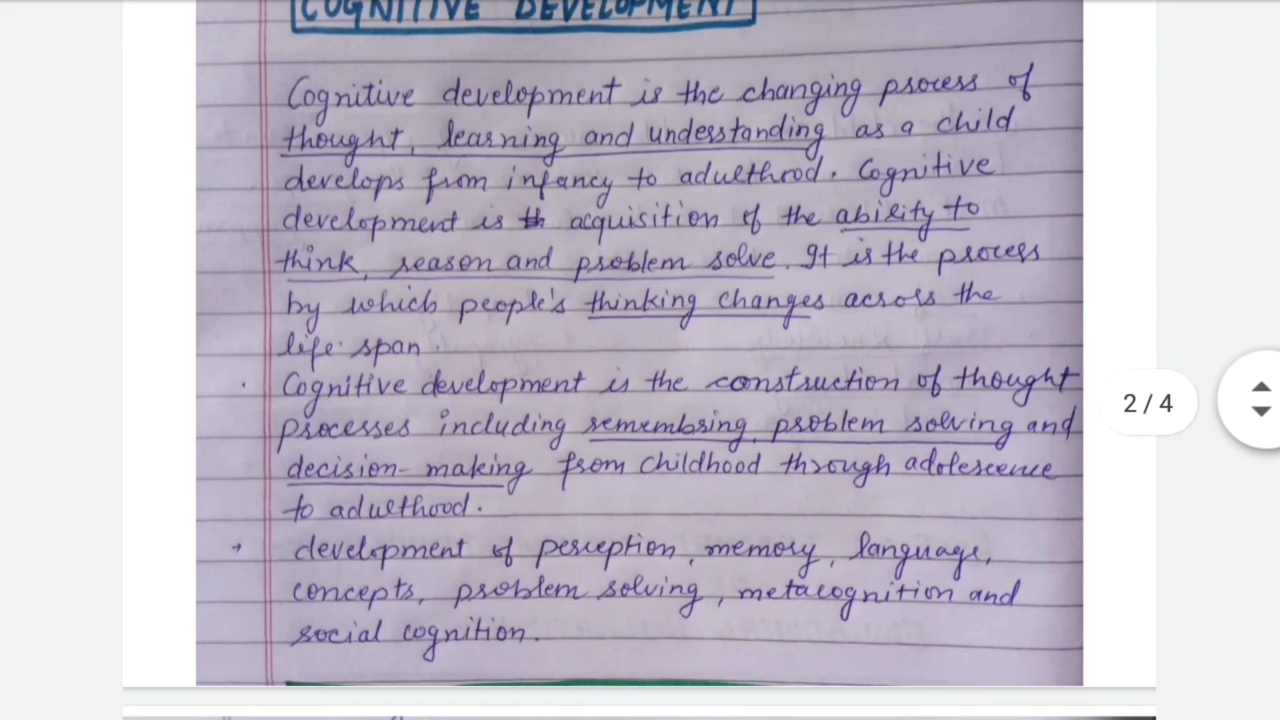 COGNITIVE DEVELOPMENT
Cognitive development is the changing process of
thought, learning and understanding as a child
develops from infancy to adulthood. Cognitive
development is th acquisition of the ability to
think, reason and problem solve. It is the process
by which people's thinking changes across the
life span.
· Cognitive development is the construction of thought
processes including remembring, problem solving and
decision-making from childhood through adolescence
to adulthood.
→ development of perception, memory, language,
concepts, problem solving, metacognition and
social cognition.
2 / 4